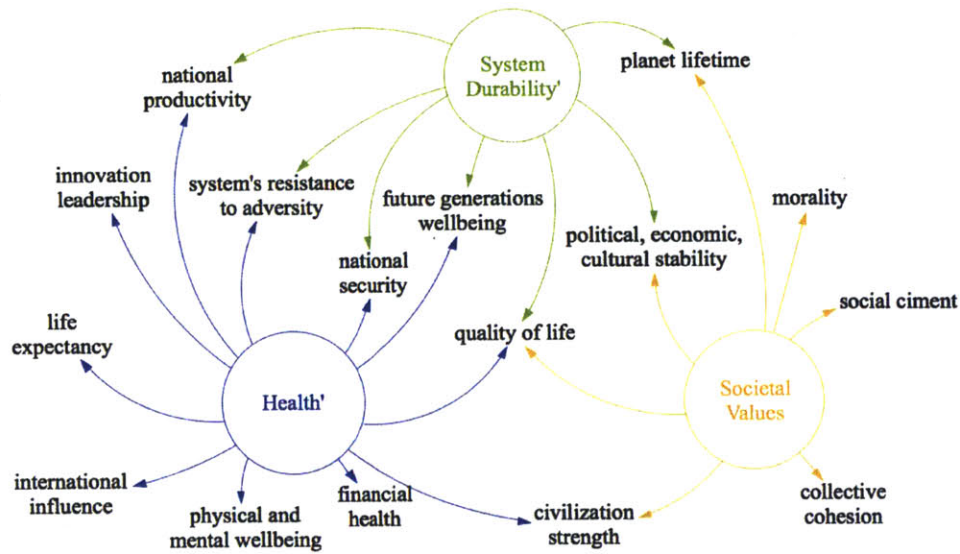 System
Durability'
planet lifetime
national
productivity
innovation
leadership
system's resistance
to adversity
future generations
wellbeing
morality
political, economic,
cultural stability
national
security
social ciment
life
expectancy
quality of life
Health'
Societal
Values
international
influence
physical and
mental wellbeing
financial
health
civilization
strength
collective
cohesion